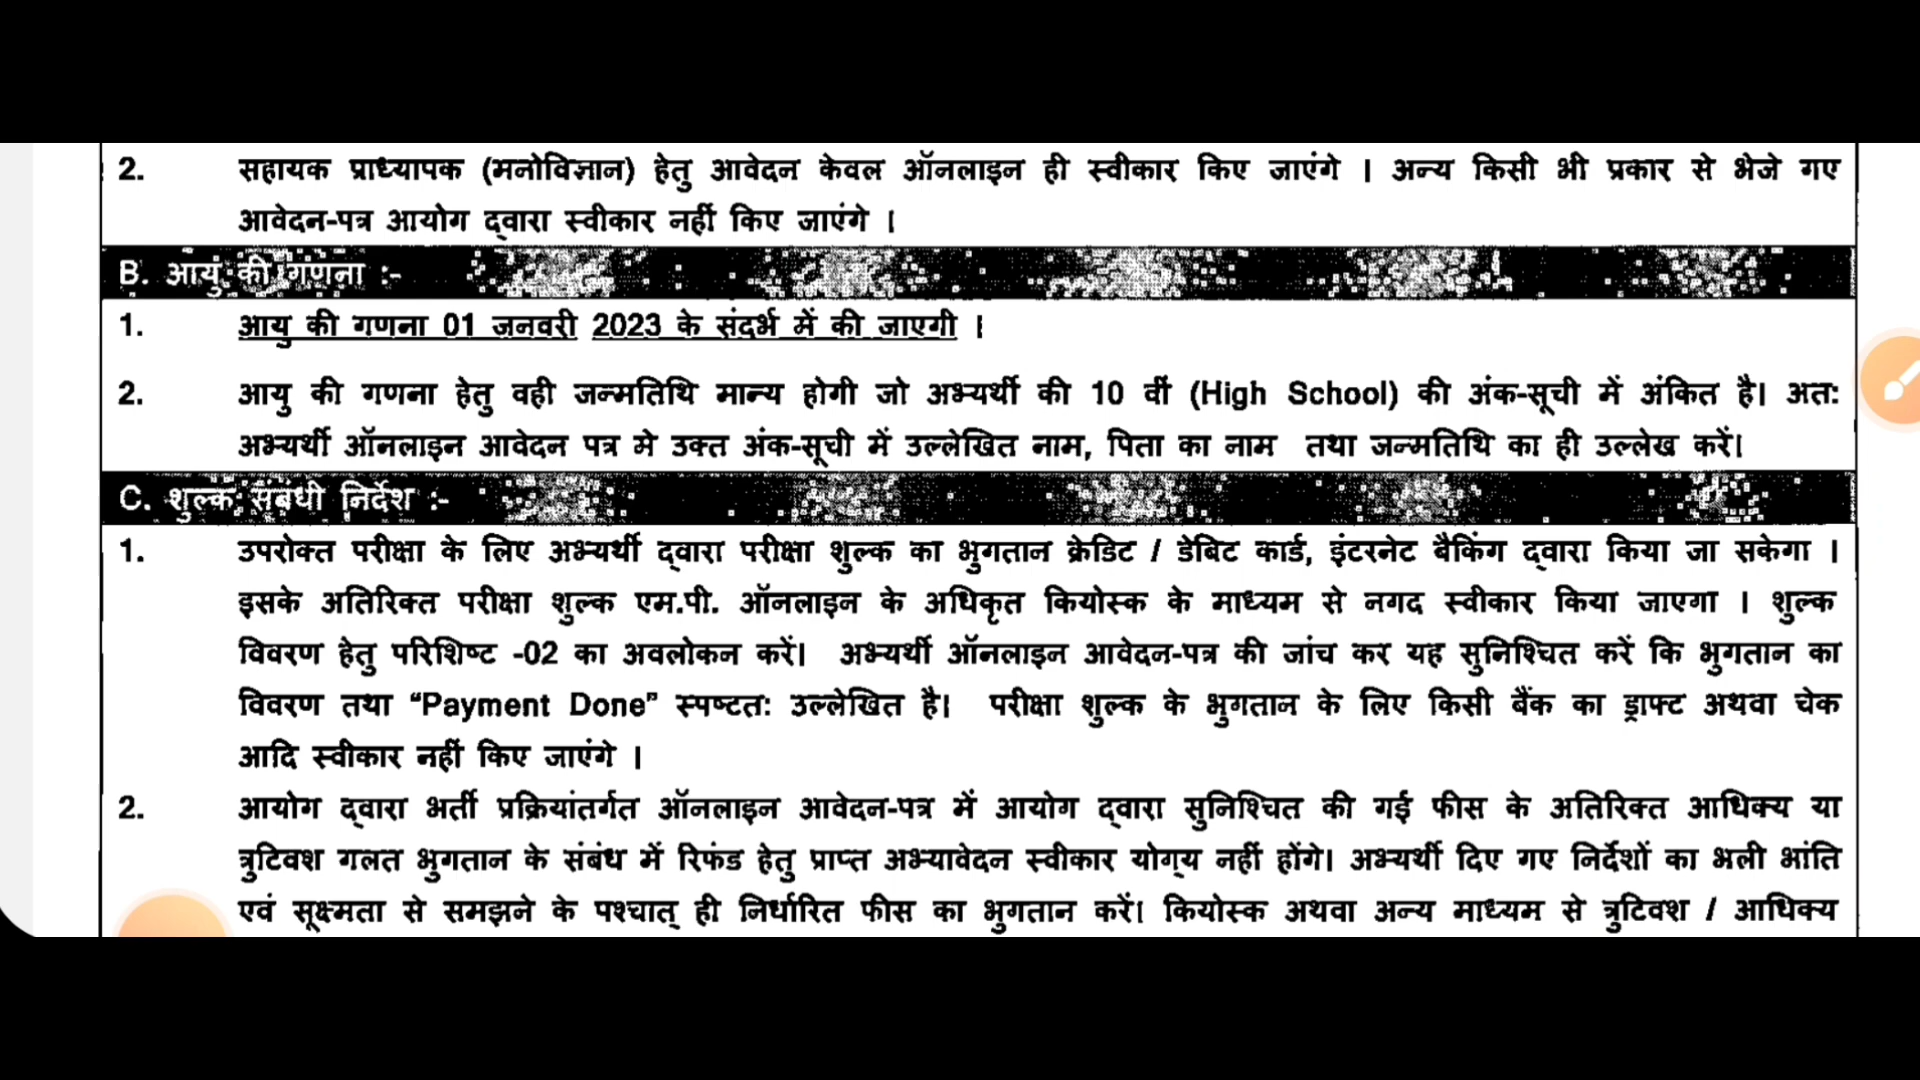 2. सहायक प्राध्यापक (मनोविज्ञान) हेतु आवेदन केवल ऑनलाइन ही स्वीकार किए जाएंगे । अन्य किसी भी प्रकार से भेजे गए
आवेदन-पत्र आयोग द्वारा स्वीकार नहीं किए जाएंगे ।
B. आयु की गणना :-
1. आयु की गणना 01 जनवरी 2023 के संदर्भ में की जाएगी ।
2. आयु की गणना हेतु वही जन्मतिथि मान्य होगी जो अभ्यर्थी की 10 वीं (High School) की अंक-सूची में अंकित है। अत:
अभ्यर्थी ऑनलाइन आवेदन पत्र मे उक्त अंक-सूची में उल्लेखित नाम, पिता का नाम तथा जन्मतिथि का ही उल्लेख करें।
C. शुल्क संबंधी निर्देश :-
1. उपरोक्त परीक्षा के लिए अभ्यर्थी द्वारा परीक्षा शुल्क का भुगतान क्रेडिट / डेबिट कार्ड, इंटरनेट बैकिंग द्वारा किया जा सकेगा ।
इसके अतिरिक्त परीक्षा शुल्क एम.पी. ऑनलाइन के अधिकृत कियोस्क के माध्यम से नगद स्वीकार किया जाएगा । शुल्क
विवरण हेतु परिशिष्ट -02 का अवलोकन करें। अभ्यर्थी ऑनलाइन आवेदन-पत्र की जांच कर यह सुनिश्चित करें कि भुगतान का
विवरण तथा “Payment Done” स्पष्टत: उल्लेखित है। परीक्षा शुल्क के भुगतान के लिए किसी बैंक का ड्राफ्ट अथवा चेक
आदि स्वीकार नहीं किए जाएंगे ।
2. आयोग द्वारा भर्ती प्रक्रियांतर्गत ऑनलाइन आवेदन-पत्र में आयोग द्वारा सुनिश्चित की गई फीस के अतिरिक्त आधिक्य या
त्रुटिवश गलत भुगतान के संबंध में रिफंड हेतु प्राप्त अभ्यावेदन स्वीकार योग्य नहीं होंगे। अभ्यर्थी दिए गए निर्देशों का भली भांति
एवं सूक्ष्मता से समझने के पश्चात् ही निर्धारित फीस का भुगतान करें। कियोस्क अथवा अन्य माध्यम से त्रुटिवश / आधिक्य